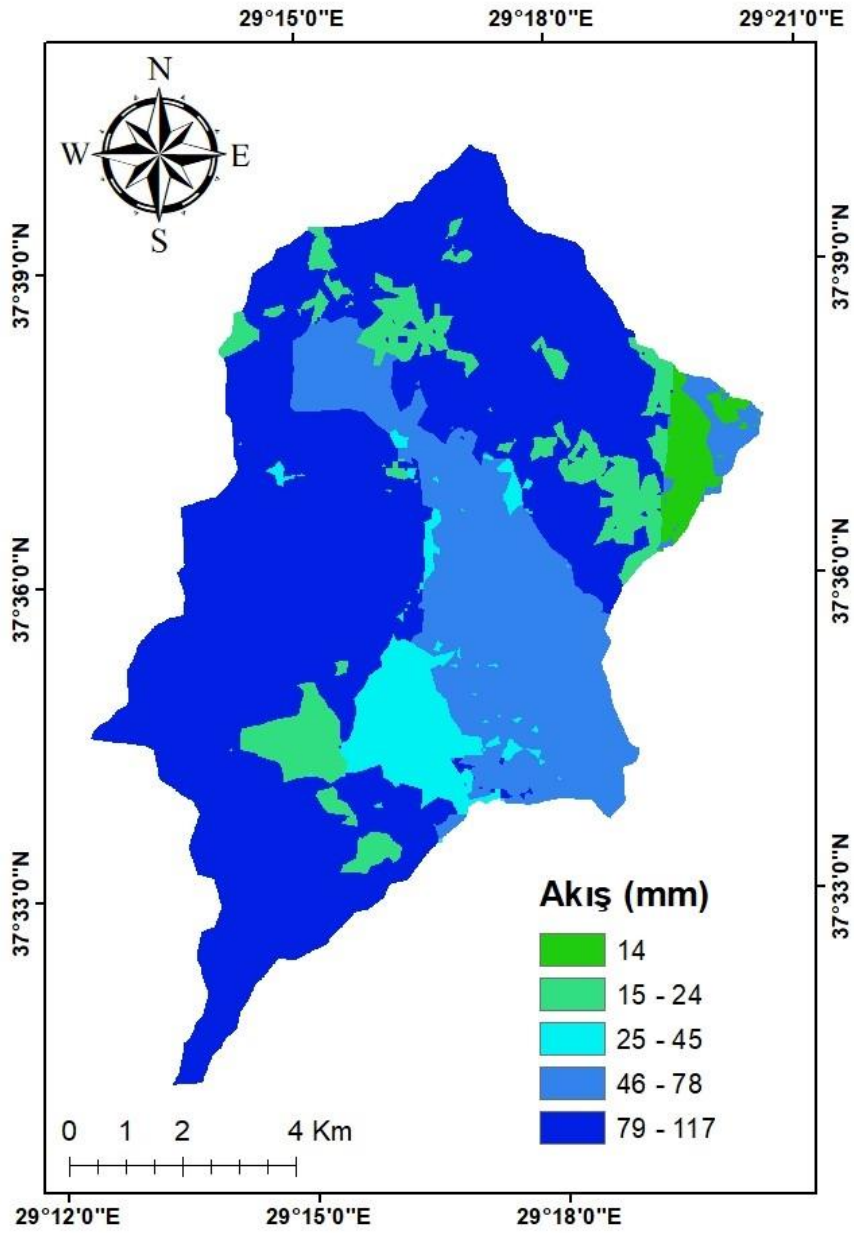 29°15'0"E 29°18'0"E 29°21'0"E
N
W E
S
37°39'0"N 37°39'0"N
37°36'0"N 37°36'0"N
37°33'0"N 37°33'0"N
Akış (mm)
14
15 - 24
25 - 45
46 - 78
79 - 117
0 1 2 4 Km
29°12'0"E 29°15'0"E 29°18'0"E